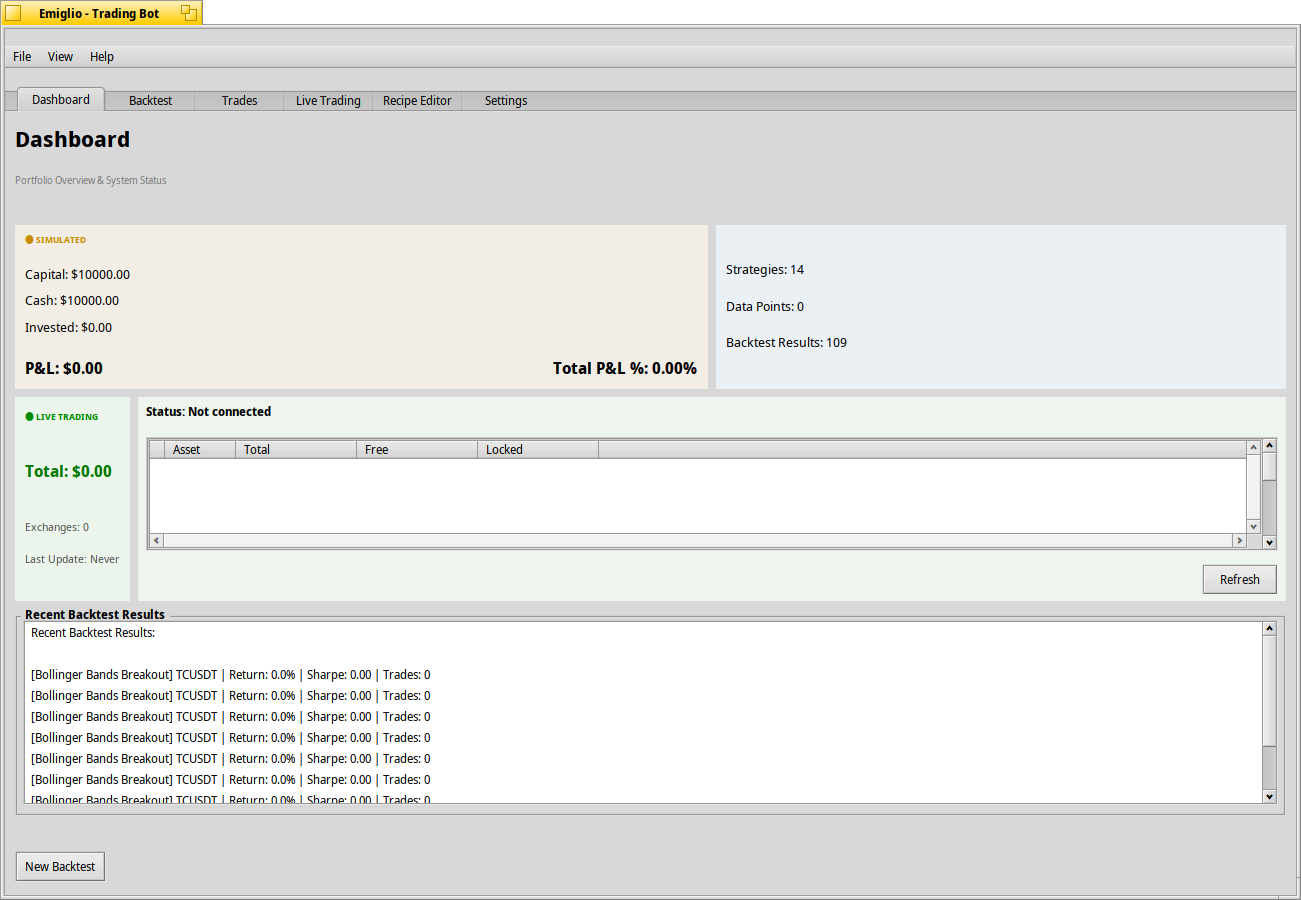 Emiglio - Trading Bot
File View Help
Dashboard Backtest Trades Live Trading Recipe Editor Settings
Dashboard
Portfolio Overview & System Status
SIMULATED
Capital: $10000.00
Cash: $10000.00
Invested: $0.00
P&L: $0.00 Total P&L %: 0.00%
Strategies: 14
Data Points: 0
Backtest Results: 109
LIVE TRADING
Total: $0.00
Exchanges: 0
Last Update: Never
Status: Not connected
Asset Total Free Locked
Refresh
Recent Backtest Results
Recent Backtest Results:
[Bollinger Bands Breakout] TCUSDT | Return: 0.0% | Sharpe: 0.00 | Trades: 0
[Bollinger Bands Breakout] TCUSDT | Return: 0.0% | Sharpe: 0.00 | Trades: 0
[Bollinger Bands Breakout] TCUSDT | Return: 0.0% | Sharpe: 0.00 | Trades: 0
[Bollinger Bands Breakout] TCUSDT | Return: 0.0% | Sharpe: 0.00 | Trades: 0
[Bollinger Bands Breakout] TCUSDT | Return: 0.0% | Sharpe: 0.00 | Trades: 0
[Bollinger Bands Breakout] TCUSDT | Return: 0.0% | Sharpe: 0.00 | Trades: 0
[Bollinger Bands Breakout] TCUSDT | Return: 0.0% | Sharpe: 0.00 | Trades: 0
New Backtest